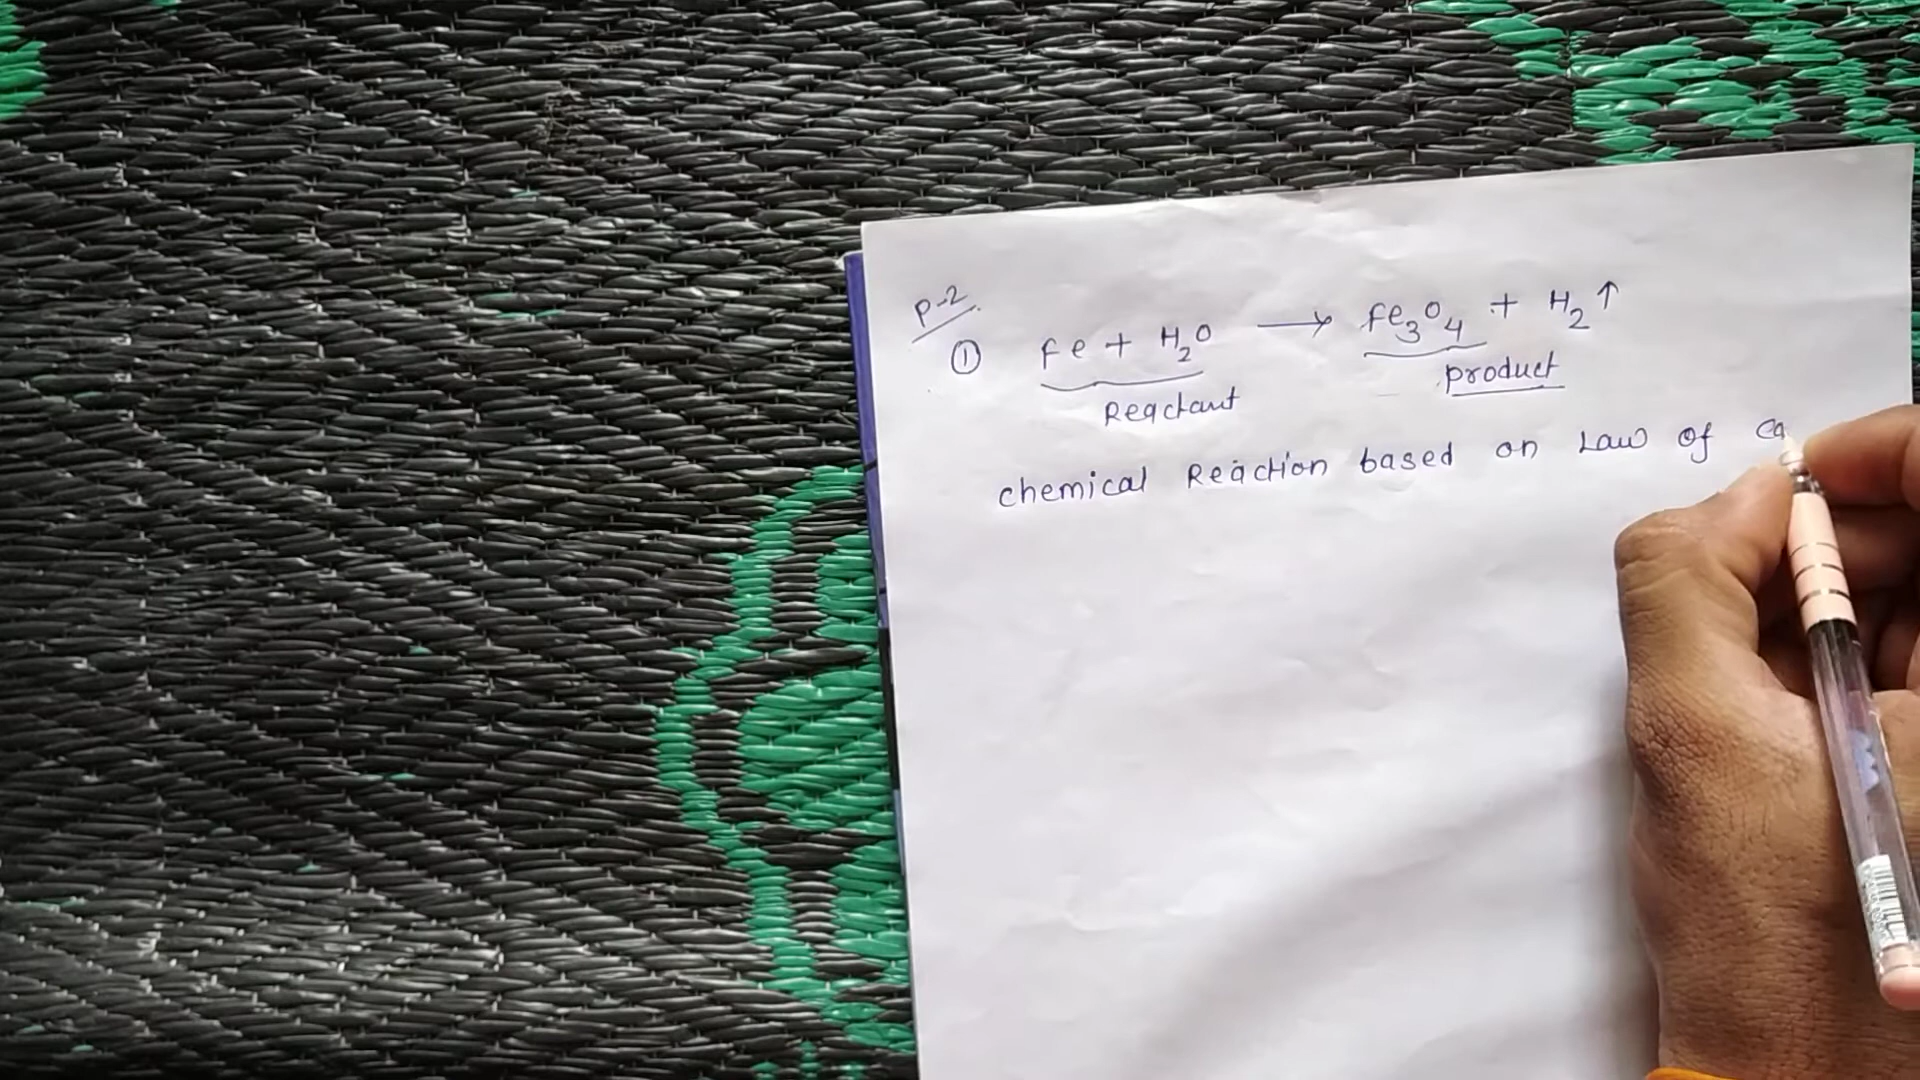 P-2
① Fe + H₂O ⟶ Fe₃O₄ + H₂↑
Reactant product
chemical Reaction based on Law of